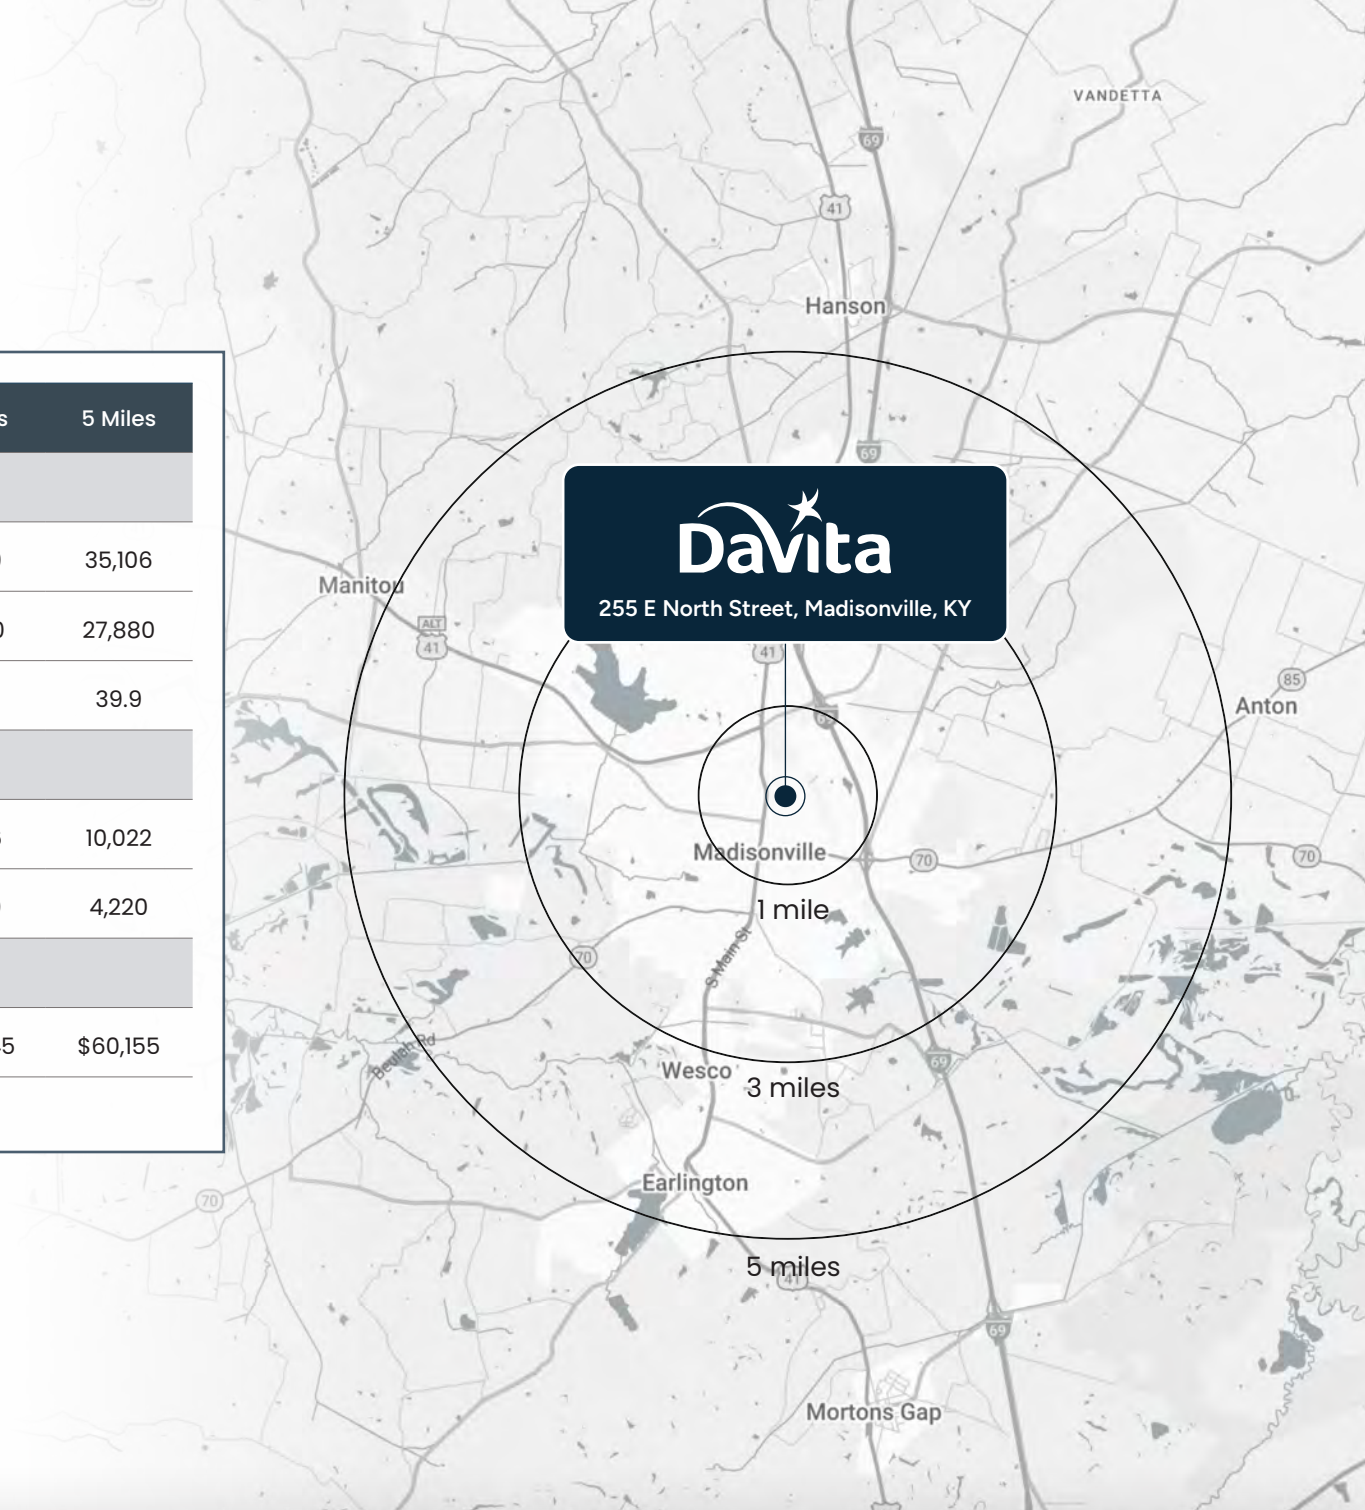 VANDETTA
69
41
Hanson
69
5 Miles
DaVita
255 E North Street, Madisonville, KY
35,106
Manitou
ALT
41
27,880
41
85
39.9
Anton
10,022
Madisonville
70
70
4,220
1 mile
S Main St
70
$60,155
Beulah Rd
69
Wesco
3 miles
Earlington
70
5 miles
41
69
Mortons Gap